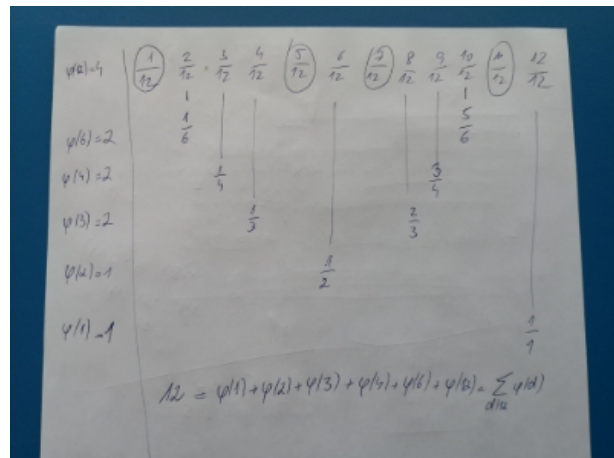 φ(12)=4 1/12 2/12 3/12 4/12 5/12 6/12 7/12 8/12 9/12 10/12 11/12 12/12
φ(6)=2 1/6 5/6
φ(4)=2 1/4 3/4
φ(3)=2 1/3 2/3
φ(2)=1 1/2
φ(1)=1 1/1
12 = φ(1)+φ(2)+φ(3)+φ(4)+φ(6)+φ(12) = ∑ φ(d)
d|12